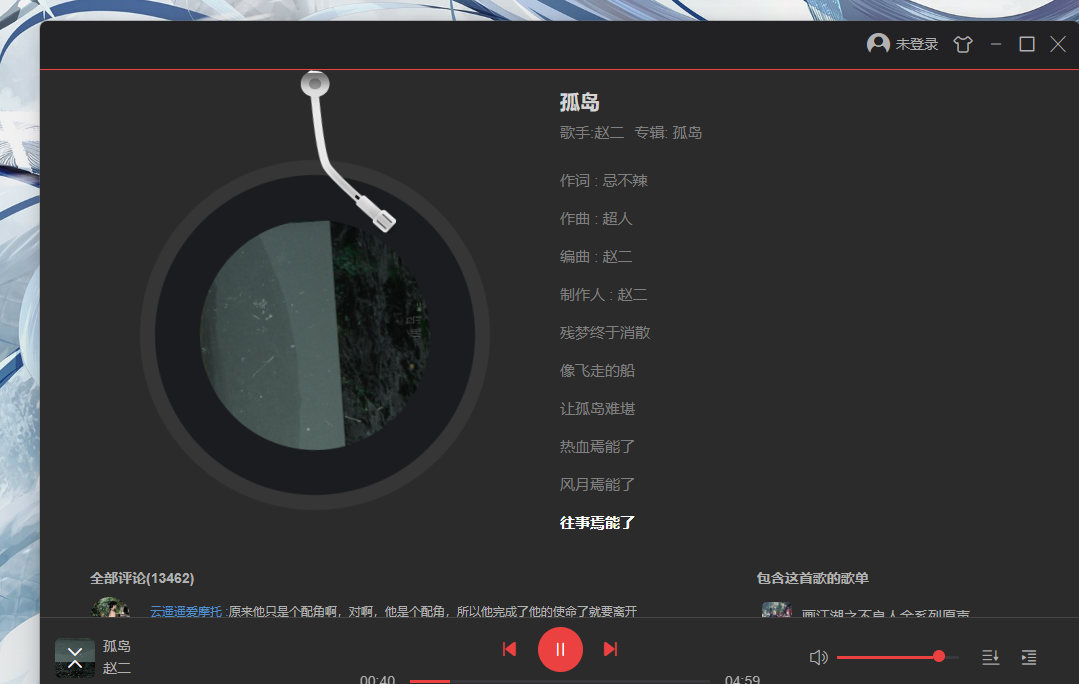 未登录
孤岛
歌手:赵二 专辑: 孤岛
作词 : 忌不辣
作曲 : 超人
编曲 : 赵二
制作人 : 赵二
残梦终于消散
像飞走的船
让孤岛难堪
热血焉能了
风月焉能了
往事焉能了
全部评论(13462)
包含这首歌的歌单
云遥遥爱摩托 :原来他只是个配角啊，对啊，他是个配角，所以他完成了他的使命了就要离开
画江湖之不良人全系列原声
孤岛
赵二
00:40
04:59